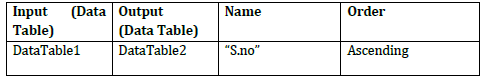 Input (Data Table) Output (Data Table) Name Order
DataTable1 DataTable2 “S.no” Ascending